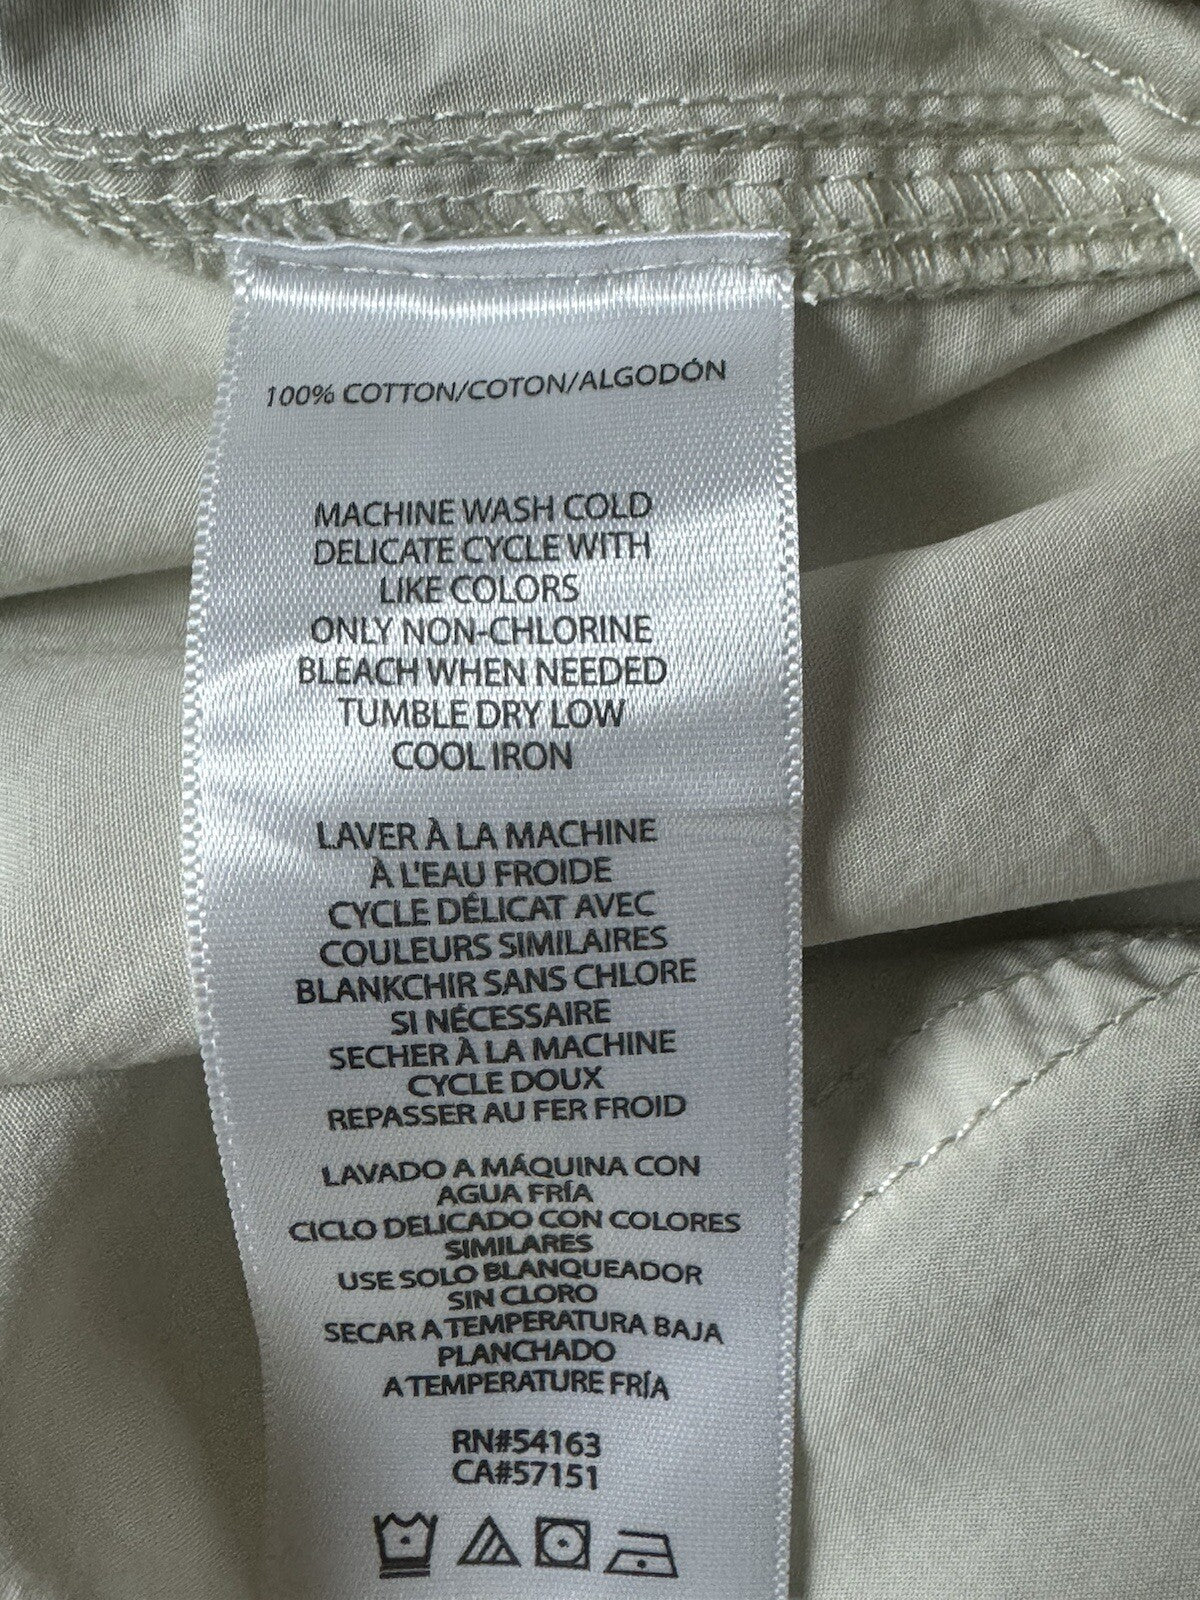 100% COTTON/COTON/ALGODÓN
MACHINE WASH COLD
DELICATE CYCLE WITH
LIKE COLORS
ONLY NON-CHLORINE
BLEACH WHEN NEEDED
TUMBLE DRY LOW
COOL IRON
LAVER À LA MACHINE
À L'EAU FROIDE
CYCLE DÉLICAT AVEC
COULEURS SIMILAIRES
BLANKCHIR SANS CHLORE
SI NÉCESSAIRE
SECHER À LA MACHINE
CYCLE DOUX
REPASSER AU FER FROID
LAVADO A MÁQUINA CON
AGUA FRÍA
CICLO DELICADO CON COLORES
SIMILARES
USE SOLO BLANQUEADOR
SIN CLORO
SECAR A TEMPERATURA BAJA
PLANCHADO
A TEMPERATURE FRÍA
RN#54163
CA#57151